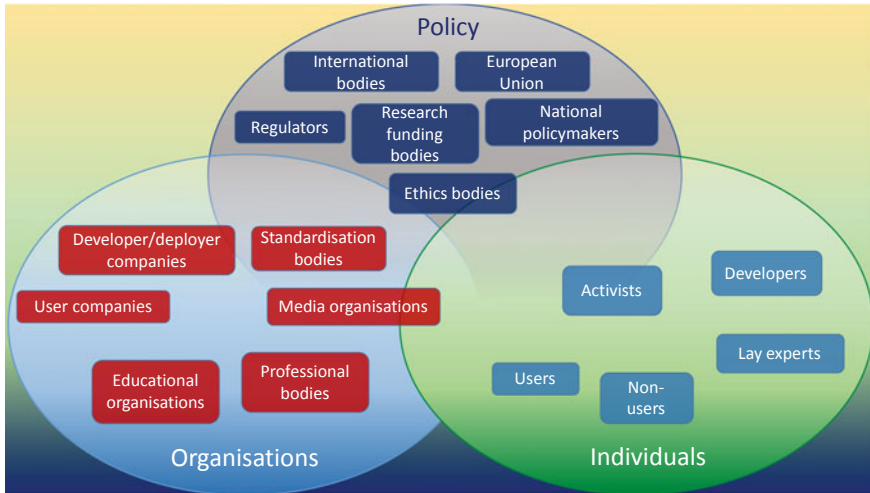 Policy
International
bodies
European
Union
Regulators
Research
funding
bodies
National
policymakers
Ethics bodies
Developer/deployer
companies
Standardisation
bodies
User companies
Media organisations
Educational
organisations
Professional
bodies
Organisations
Activists
Developers
Lay experts
Users
Non-
users
Individuals